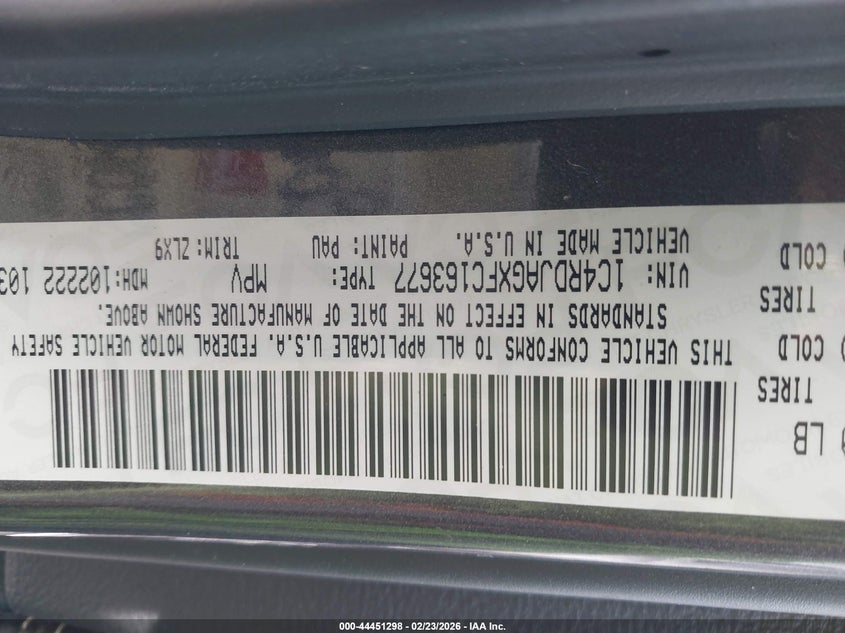 LB
TIRES
COLD
TIRES
COLD
THIS VEHICLE CONFORMS TO ALL APPLICABLE U.S.A. FEDERAL MOTOR VEHICLE SAFETY
STANDARDS IN EFFECT ON THE DATE OF MANUFACTURE SHOWN ABOVE.
VIN: 1C4RDJAGXFC163677 TYPE: MPV MDH:102222 103
VEHICLE MADE IN U.S.A. PAINT: PAU TRIM: ZLX9
000-44451298 - 02/23/2026 - IAA Inc.